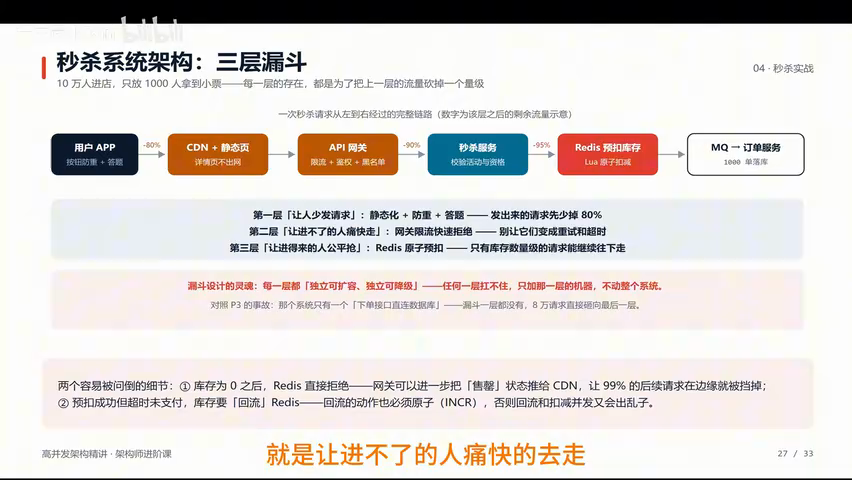 bilibili
秒杀系统架构：三层漏斗
10 万人进店，只放 1000 人拿到小票——每一层的存在，都是为了把上一层的流量砍掉一个量级
04 · 秒杀实战
一次秒杀请求从左到右经过的完整链路（数字为该层之后的剩余流量示意）
用户 APP
按钮防重 + 答题
-80%
CDN + 静态页
详情页不出网
API 网关
限流 + 鉴权 + 黑名单
-90%
秒杀服务
校验活动与资格
-95%
Redis 预扣库存
Lua 原子扣减
MQ → 订单服务
1000 单落库
第一层「让人少发请求」：静态化 + 防重 + 答题 —— 发出来的请求先少掉 80%
第二层「让进不了的人痛快走」：网关限流快速拒绝 —— 别让它们变成重试和超时
第三层「让进得来的人公平抢」：Redis 原子预扣 —— 只有库存数量级的请求能继续往下走
漏斗设计的灵魂：每一层都「独立可扩容、独立可降级」——任何一层扛不住，只加那一层的机器，不动整个系统。
对照 P3 的事故：那个系统只有一个「下单接口直连数据库」——漏斗一层都没有，8 万请求直接砸向最后一层。
两个容易被问倒的细节：① 库存为 0 之后，Redis 直接拒绝——网关可以进一步把「售罄」状态推给 CDN，让 99% 的后续请求在边缘就被挡掉；
② 预扣成功但超时未支付，库存要「回流」Redis——回流的动作也必须原子（INCR），否则回流和扣减并发又会出乱子。
高并发架构精讲 · 架构师进阶课
就是让进不了的人痛快的去走
27 / 33